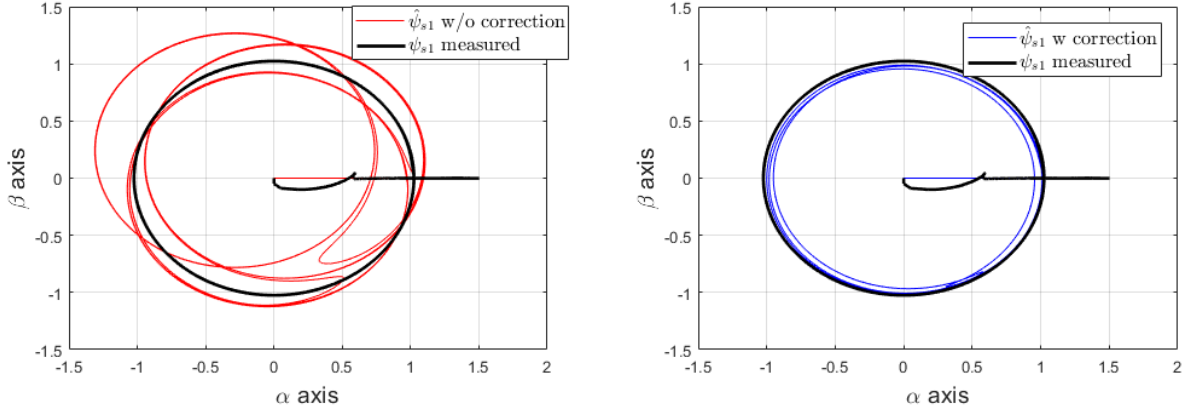 1.5
1
0.5
0
-0.5
-1
-1.5
β axis
-1.5 -1 -0.5 0 0.5 1 1.5 2
α axis
ψ̂s1 w/o correction
ψs1 measured
1.5
1
0.5
0
-0.5
-1
-1.5
β axis
-1.5 -1 -0.5 0 0.5 1 1.5 2
α axis
ψ̂s1 w correction
ψs1 measured